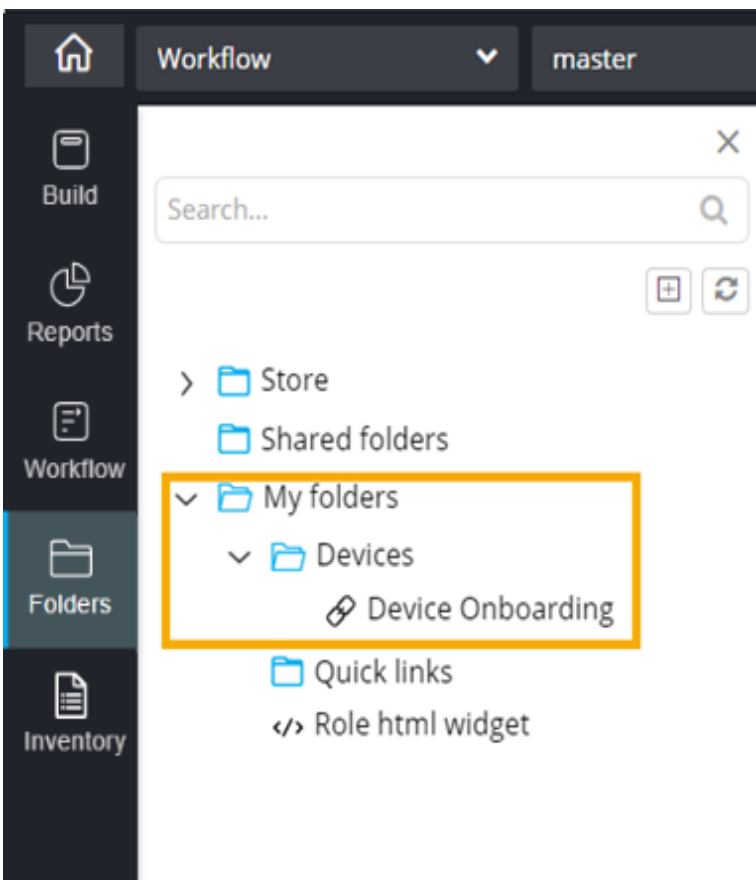 Workflow
master
Build
Search...
Reports
Store
Shared folders
Workflow
My folders
Devices
Folders
Device Onboarding
Quick links
Role html widget
Inventory